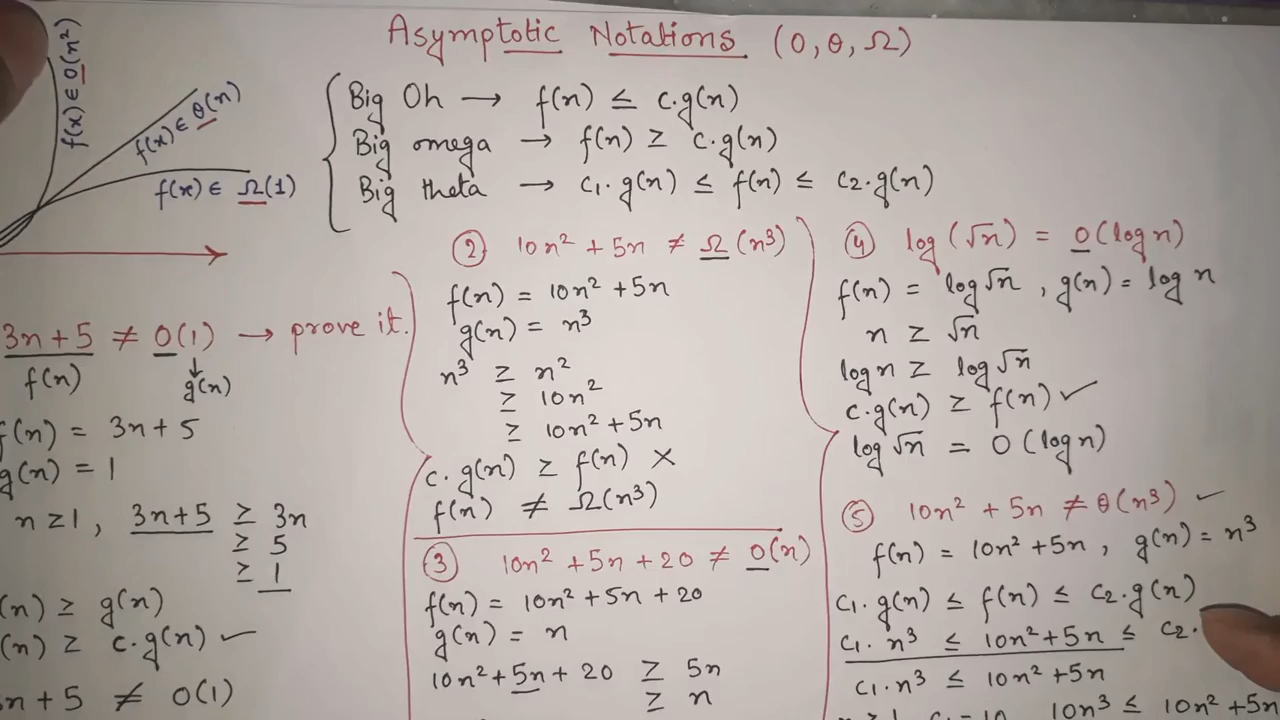 Asymptotic Notations (O, θ, Ω)
f(x) ∈ O(n²)
f(x) ∈ θ(n)
f(x) ∈ Ω(1)
Big Oh → f(n) ≤ c.g(n)
Big omega → f(n) ≥ c.g(n)
Big theta → c₁.g(n) ≤ f(n) ≤ c₂.g(n)
3n+5 ≠ O(1) → prove it.
f(n) g(n)
f(n) = 3n+5
g(n) = 1
n≥1, 3n+5 ≥ 3n
≥ 5
≥ 1
(n) ≥ g(n)
(n) ≥ c.g(n) ✓
3n+5 ≠ O(1)
② 10n² + 5n ≠ Ω(n³)
f(n) = 10n² + 5n
g(n) = n³
n³ ≥ n²
≥ 10n²
≥ 10n² + 5n
c.g(n) ≥ f(n) ×
f(n) ≠ Ω(n³)
③ 10n² + 5n + 20 ≠ O(n)
f(n) = 10n² + 5n + 20
g(n) = n
10n² + 5n + 20 ≥ 5n
≥ n
④ log(√n) = O(log n)
f(n) = log√n, g(n) = log n
n ≥ √n
log n ≥ log√n
c.g(n) ≥ f(n) ✓
log√n = O(log n)
⑤ 10n² + 5n ≠ θ(n³) ✓
f(n) = 10n² + 5n, g(n) = n³
c₁.g(n) ≤ f(n) ≤ c₂.g(n)
c₁.n³ ≤ 10n²+5n ≤ c₂.
c₁.n³ ≤ 10n² + 5n
10n³ ≤ 10n² + 5n